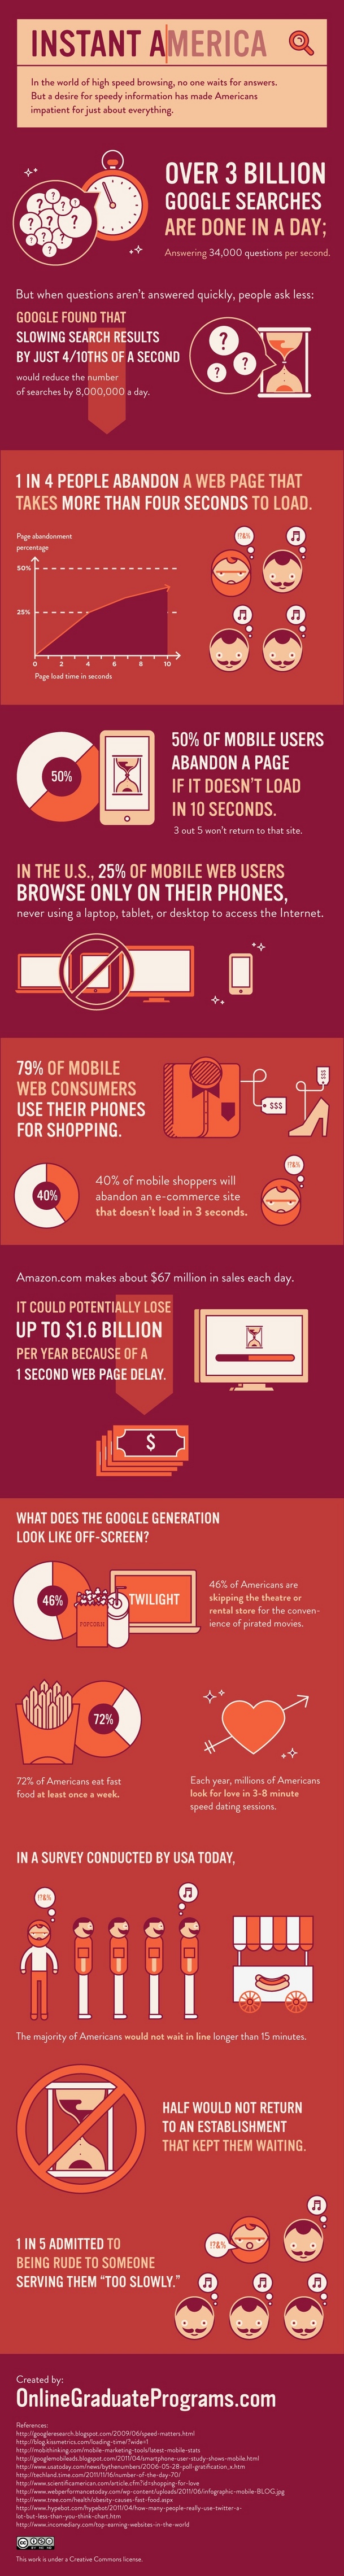 INSTANT AMERICA
In the world of high speed browsing, no one waits for answers.
But a desire for speedy information has made Americans
impatient for just about everything.
OVER 3 BILLION
GOOGLE SEARCHES
ARE DONE IN A DAY;
Answering 34,000 questions per second.
But when questions aren't answered quickly, people ask less:
GOOGLE FOUND THAT
SLOWING SEARCH RESULTS
BY JUST 4/10THS OF A SECOND
would reduce the number
of searches by 8,000,000 a day.
1 IN 4 PEOPLE ABANDON A WEB PAGE THAT
TAKES MORE THAN FOUR SECONDS TO LOAD.
Page abandonment
percentage
50%
25%
0 2 4 6 8 10
Page load time in seconds
!?&%
50%
50% OF MOBILE USERS
ABANDON A PAGE
IF IT DOESN'T LOAD
IN 10 SECONDS.
3 out 5 won't return to that site.
IN THE U.S., 25% OF MOBILE WEB USERS
BROWSE ONLY ON THEIR PHONES,
never using a laptop, tablet, or desktop to access the Internet.
79% OF MOBILE
WEB CONSUMERS
USE THEIR PHONES
FOR SHOPPING.
$$$
$$$
40%
40% of mobile shoppers will
abandon an e-commerce site
that doesn't load in 3 seconds.
!?&%
Amazon.com makes about $67 million in sales each day.
IT COULD POTENTIALLY LOSE
UP TO $1.6 BILLION
PER YEAR BECAUSE OF A
1 SECOND WEB PAGE DELAY.
$
WHAT DOES THE GOOGLE GENERATION
LOOK LIKE OFF-SCREEN?
46%
POPCORN
TWILIGHT
46% of Americans are
skipping the theatre or
rental store for the conven-
ience of pirated movies.
72%
72% of Americans eat fast
food at least once a week.
Each year, millions of Americans
look for love in 3-8 minute
speed dating sessions.
IN A SURVEY CONDUCTED BY USA TODAY,
!?&%
The majority of Americans would not wait in line longer than 15 minutes.
HALF WOULD NOT RETURN
TO AN ESTABLISHMENT
THAT KEPT THEM WAITING.
1 IN 5 ADMITTED TO
BEING RUDE TO SOMEONE
SERVING THEM “TOO SLOWLY.”
!?&%
Created by:
OnlineGraduatePrograms.com
References:
http://googleresearch.blogspot.com/2009/06/speed-matters.html
http://blog.kissmetrics.com/loading-time/?wide=1
http://mobithinking.com/mobile-marketing-tools/latest-mobile-stats
http://googlemobileads.blogspot.com/2011/04/smartphone-user-study-shows-mobile.html
http://www.usatoday.com/news/bythenumbers/2006-05-28-poll-gratification_x.htm
http://techland.time.com/2011/11/16/number-of-the-day-70/
http://www.scientificamerican.com/article.cfm?id=shopping-for-love
http://www.webperformancetoday.com/wp-content/uploads/2011/06/infographic-mobile-BLOG.jpg
http://www.tree.com/health/obesity-causes-fast-food.aspx
http://www.hypebot.com/hypebot/2011/04/how-many-people-really-use-twitter-a-
lot-but-less-than-you-think-chart.htm
http://www.incomediary.com/top-earning-websites-in-the-world
This work is under a Creative Commons license.